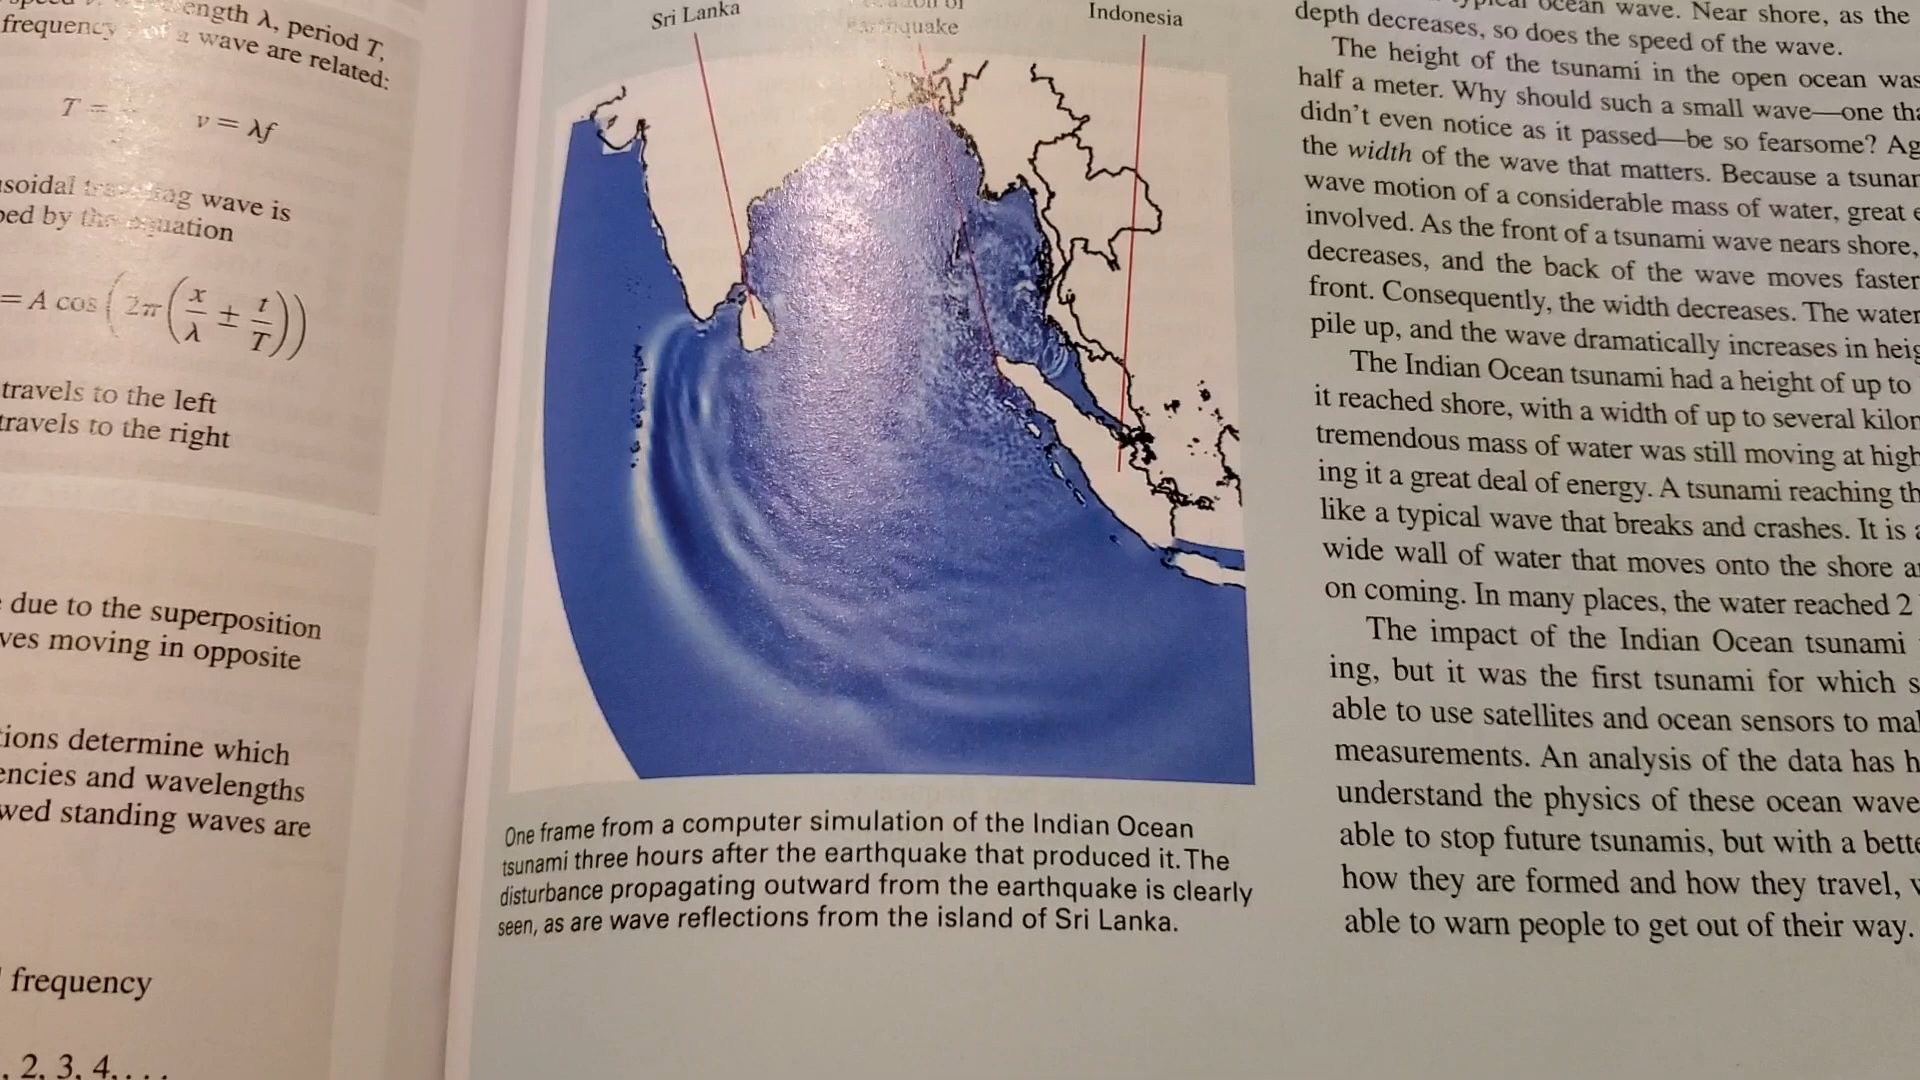 ength λ, period T,
frequency of a wave are related:
T =
v = λf
usoidal traveling wave is
bed by the equation
= A cos(2π(x/λ ± t/T))
travels to the left
travels to the right
due to the superposition
ves moving in opposite
tions determine which
encies and wavelengths
wed standing waves are
frequency
, 2, 3, 4, . . .
Sri Lanka
earthquake
Indonesia
One frame from a computer simulation of the Indian Ocean
tsunami three hours after the earthquake that produced it. The
disturbance propagating outward from the earthquake is clearly
seen, as are wave reflections from the island of Sri Lanka.
ocean wave. Near shore, as the
depth decreases, so does the speed of the wave.
The height of the tsunami in the open ocean was
half a meter. Why should such a small wave—one tha
didn't even notice as it passed—be so fearsome? Ag
the width of the wave that matters. Because a tsunar
wave motion of a considerable mass of water, great e
involved. As the front of a tsunami wave nears shore,
decreases, and the back of the wave moves faster
front. Consequently, the width decreases. The water
pile up, and the wave dramatically increases in heig
The Indian Ocean tsunami had a height of up to
it reached shore, with a width of up to several kilon
tremendous mass of water was still moving at high
ing it a great deal of energy. A tsunami reaching th
like a typical wave that breaks and crashes. It is a
wide wall of water that moves onto the shore a
on coming. In many places, the water reached 2
The impact of the Indian Ocean tsunami
ing, but it was the first tsunami for which s
able to use satellites and ocean sensors to ma
measurements. An analysis of the data has h
understand the physics of these ocean wave
able to stop future tsunamis, but with a bette
how they are formed and how they travel, v
able to warn people to get out of their way.